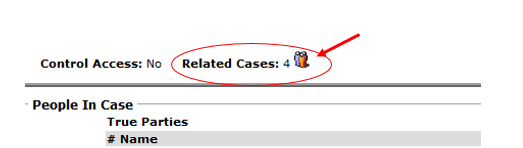 Control Access: No Related Cases: 4
People In Case
True Parties
# Name